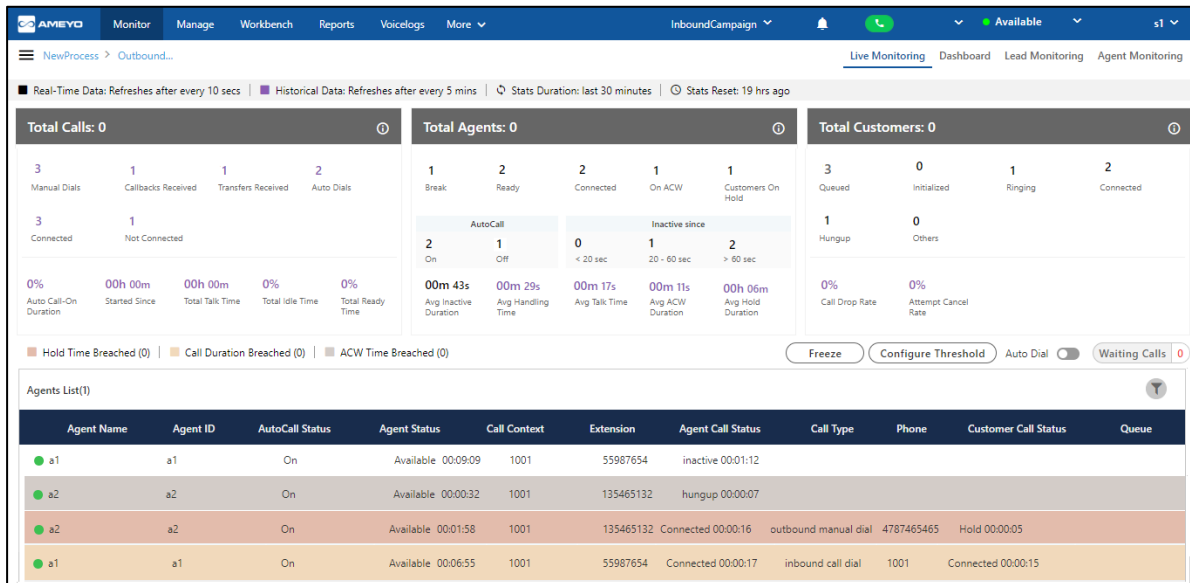 AMEYO Monitor Manage Workbench Reports Voicelogs More InboundCampaign Available s1
NewProcess > Outbound... Live Monitoring Dashboard Lead Monitoring Agent Monitoring
Real-Time Data: Refreshes after every 10 secs | Historical Data: Refreshes after every 5 mins | Stats Duration: last 30 minutes | Stats Reset: 19 hrs ago
Total Calls: 0
3 1 1 2
Manual Dials Callbacks Received Transfers Received Auto Dials
3 1
Connected Not Connected
0% 00h 00m 00h 00m 0% 0%
Auto Call-On Duration Started Since Total Talk Time Total Idle Time Total Ready Time
Total Agents: 0
1 2 2 1 1
Break Ready Connected On ACW Customers On Hold
AutoCall Inactive since
2 1 0 1 2
On Off < 20 sec 20 - 60 sec > 60 sec
00m 43s 00m 29s 00m 17s 00m 11s 00h 06m
Avg Inactive Duration Avg Handling Time Avg Talk Time Avg ACW Duration Avg Hold Duration
Total Customers: 0
3 0 1 2
Queued Initialized Ringing Connected
1 0
Hungup Others
0% 0%
Call Drop Rate Attempt Cancel Rate
Hold Time Breached (0) | Call Duration Breached (0) | ACW Time Breached (0) Freeze Configure Threshold Auto Dial Waiting Calls 0
Agents List(1)
Agent Name Agent ID AutoCall Status Agent Status Call Context Extension Agent Call Status Call Type Phone Customer Call Status Queue
a1 a1 On Available 00:09:09 1001 55987654 inactive 00:01:12
a2 a2 On Available 00:00:32 1001 135465132 hungup 00:00:07
a2 a2 On Available 00:01:58 1001 135465132 Connected 00:00:16 outbound manual dial 4787465465 Hold 00:00:05
a1 a1 On Available 00:06:55 1001 55987654 Connected 00:00:17 inbound call dial 1001 Connected 00:00:15